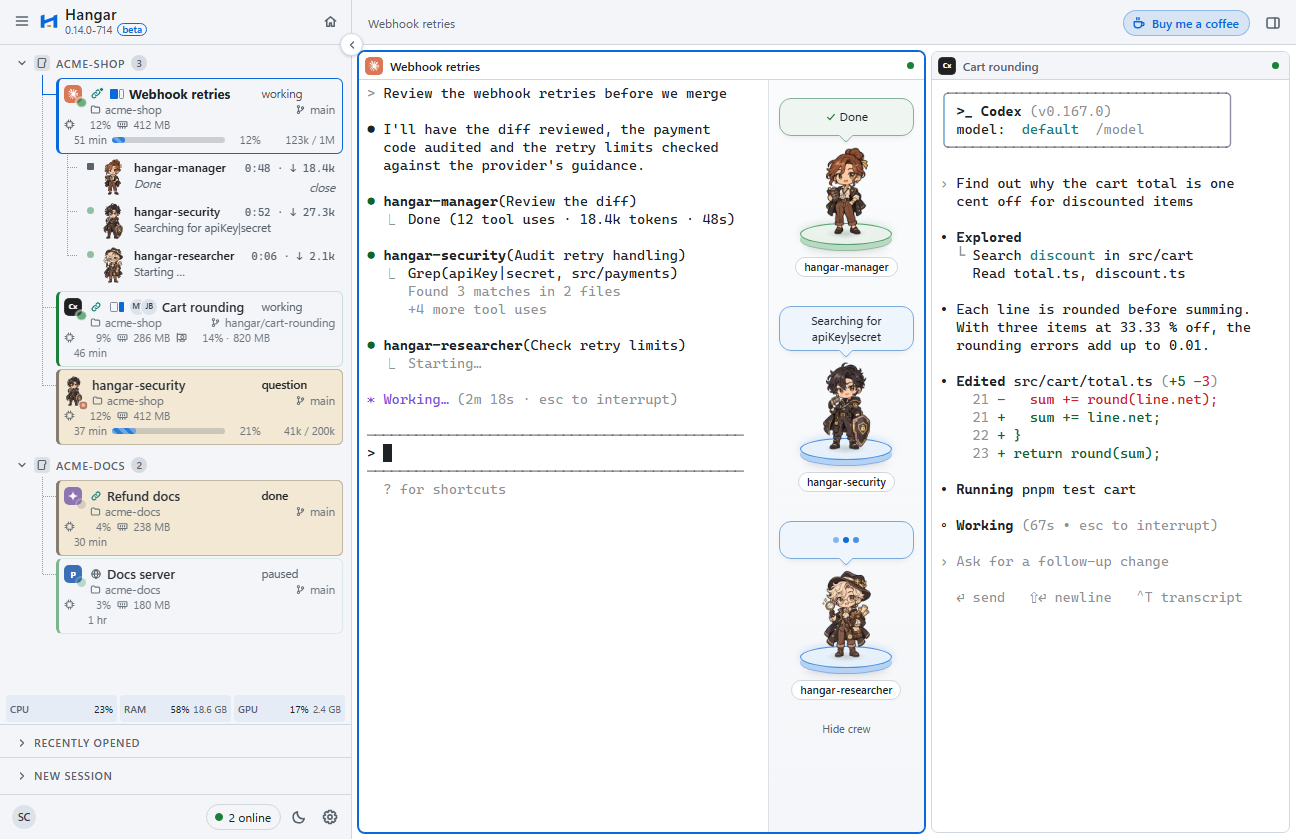 Hangar
0.14.0-714 beta
ACME-SHOP 3
Webhook retries working
acme-shop main
12% 412 MB
51 min 12% 123k / 1M
hangar-manager 0:48 · ↓ 18.4k
Done close
hangar-security 0:52 · ↓ 27.3k
Searching for apiKey|secret
hangar-researcher 0:06 · ↓ 2.1k
Starting ...
Cx M JB Cart rounding working
acme-shop hangar/cart-rounding
9% 286 MB 14% · 820 MB
46 min
hangar-security question
acme-shop main
12% 412 MB
37 min 21% 41k / 200k
ACME-DOCS 2
Refund docs done
acme-docs main
4% 238 MB
30 min
P Docs server paused
acme-docs main
3% 180 MB
1 hr
CPU 23% RAM 58% 18.6 GB GPU 17% 2.4 GB
RECENTLY OPENED
NEW SESSION
SC 2 online
Webhook retries
Buy me a coffee
Webhook retries
> Review the webhook retries before we merge
● I'll have the diff reviewed, the payment
code audited and the retry limits checked
against the provider's guidance.
● hangar-manager(Review the diff)
⎿ Done (12 tool uses · 18.4k tokens · 48s)
● hangar-security(Audit retry handling)
⎿ Grep(apiKey|secret, src/payments)
Found 3 matches in 2 files
+4 more tool uses
● hangar-researcher(Check retry limits)
⎿ Starting…
* Working… (2m 18s · esc to interrupt)
>
? for shortcuts
✓ Done
hangar-manager
Searching for
apiKey|secret
hangar-security
hangar-researcher
Hide crew
Cx Cart rounding
>_ Codex (v0.167.0)
model: default /model
› Find out why the cart total is one
cent off for discounted items
• Explored
└ Search discount in src/cart
Read total.ts, discount.ts
• Each line is rounded before summing.
With three items at 33.33 % off, the
rounding errors add up to 0.01.
• Edited src/cart/total.ts (+5 −3)
21 − sum += round(line.net);
21 + sum += line.net;
22 + }
23 + return round(sum);
• Running pnpm test cart
◦ Working (67s • esc to interrupt)
› Ask for a follow-up change
↵ send ⇧↵ newline ^T transcript